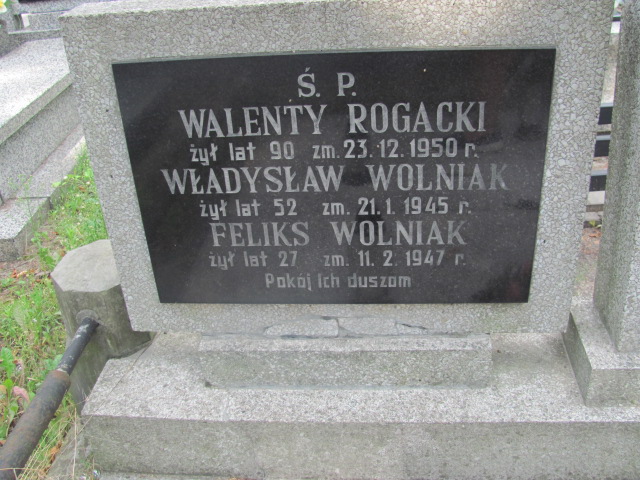 Ś. P.
WALENTY ROGACKI
żył lat 90 zm. 23.12.1950 r.
WŁADYSŁAW WOLNIAK
żył lat 52 zm. 21.1.1945 r.
FELIKS WOLNIAK
żył lat 27 zm. 11.2.1947 r.
Pokój Ich duszom